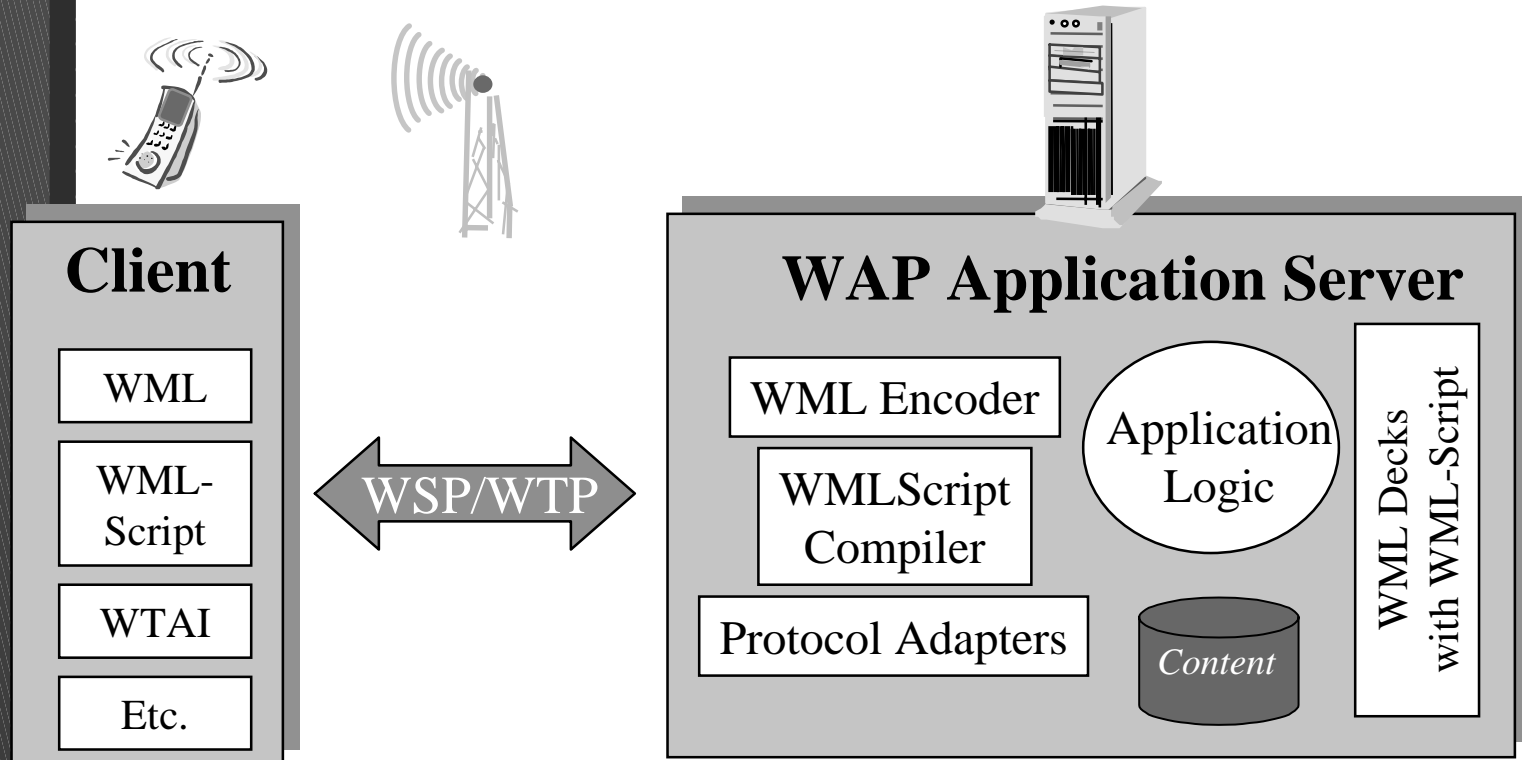 Client
WML
WML-
Script
WTAI
Etc.
WSP/WTP
WAP Application Server
WML Encoder
WMLScript
Compiler
Protocol Adapters
Application
Logic
Content
WML Decks
with WML-Script